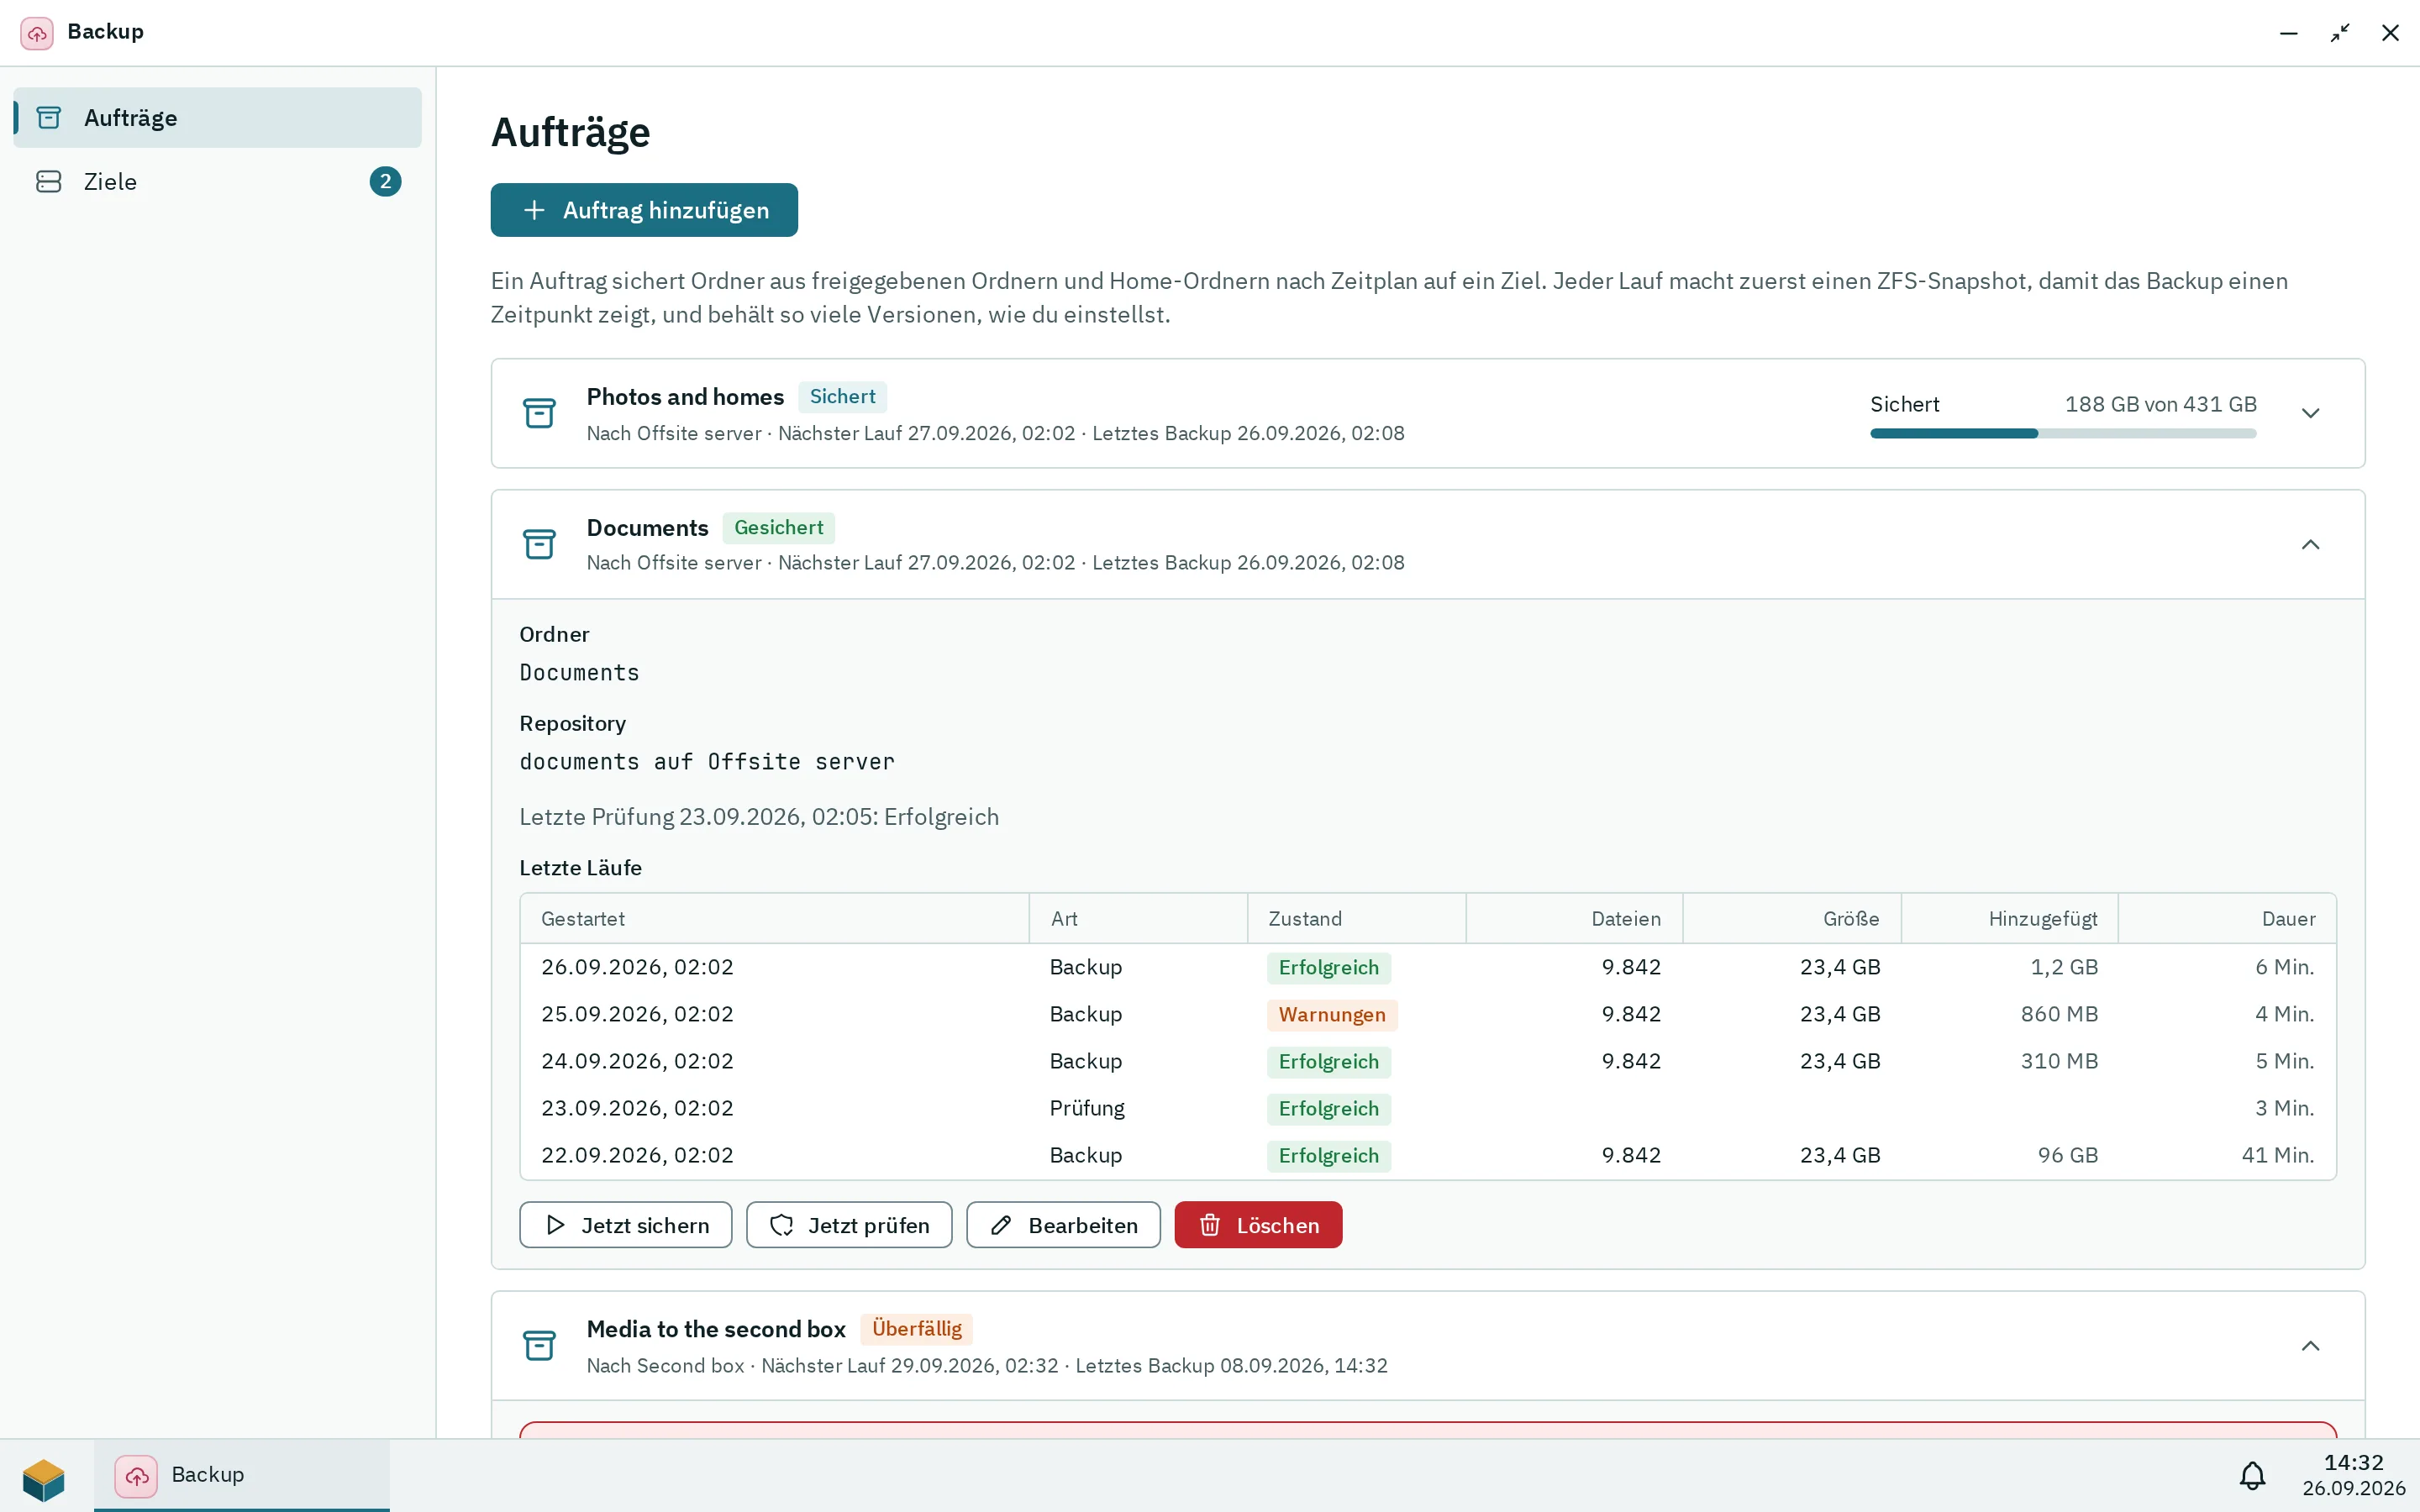 Backup
Aufträge
Ziele 2
Aufträge
Auftrag hinzufügen
Ein Auftrag sichert Ordner aus freigegebenen Ordnern und Home-Ordnern nach Zeitplan auf ein Ziel. Jeder Lauf macht zuerst einen ZFS-Snapshot, damit das Backup einen
Zeitpunkt zeigt, und behält so viele Versionen, wie du einstellst.
Photos and homes Sichert
Nach Offsite server · Nächster Lauf 27.09.2026, 02:02 · Letztes Backup 26.09.2026, 02:08
Sichert 188 GB von 431 GB
Documents Gesichert
Nach Offsite server · Nächster Lauf 27.09.2026, 02:02 · Letztes Backup 26.09.2026, 02:08
Ordner
Documents
Repository
documents auf Offsite server
Letzte Prüfung 23.09.2026, 02:05: Erfolgreich
Letzte Läufe
Gestartet Art Zustand Dateien Größe Hinzugefügt Dauer
26.09.2026, 02:02 Backup Erfolgreich 9.842 23,4 GB 1,2 GB 6 Min.
25.09.2026, 02:02 Backup Warnungen 9.842 23,4 GB 860 MB 4 Min.
24.09.2026, 02:02 Backup Erfolgreich 9.842 23,4 GB 310 MB 5 Min.
23.09.2026, 02:02 Prüfung Erfolgreich 3 Min.
22.09.2026, 02:02 Backup Erfolgreich 9.842 23,4 GB 96 GB 41 Min.
Jetzt sichern Jetzt prüfen Bearbeiten Löschen
Media to the second box Überfällig
Nach Second box · Nächster Lauf 29.09.2026, 02:32 · Letztes Backup 08.09.2026, 14:32
Backup
14:32
26.09.2026